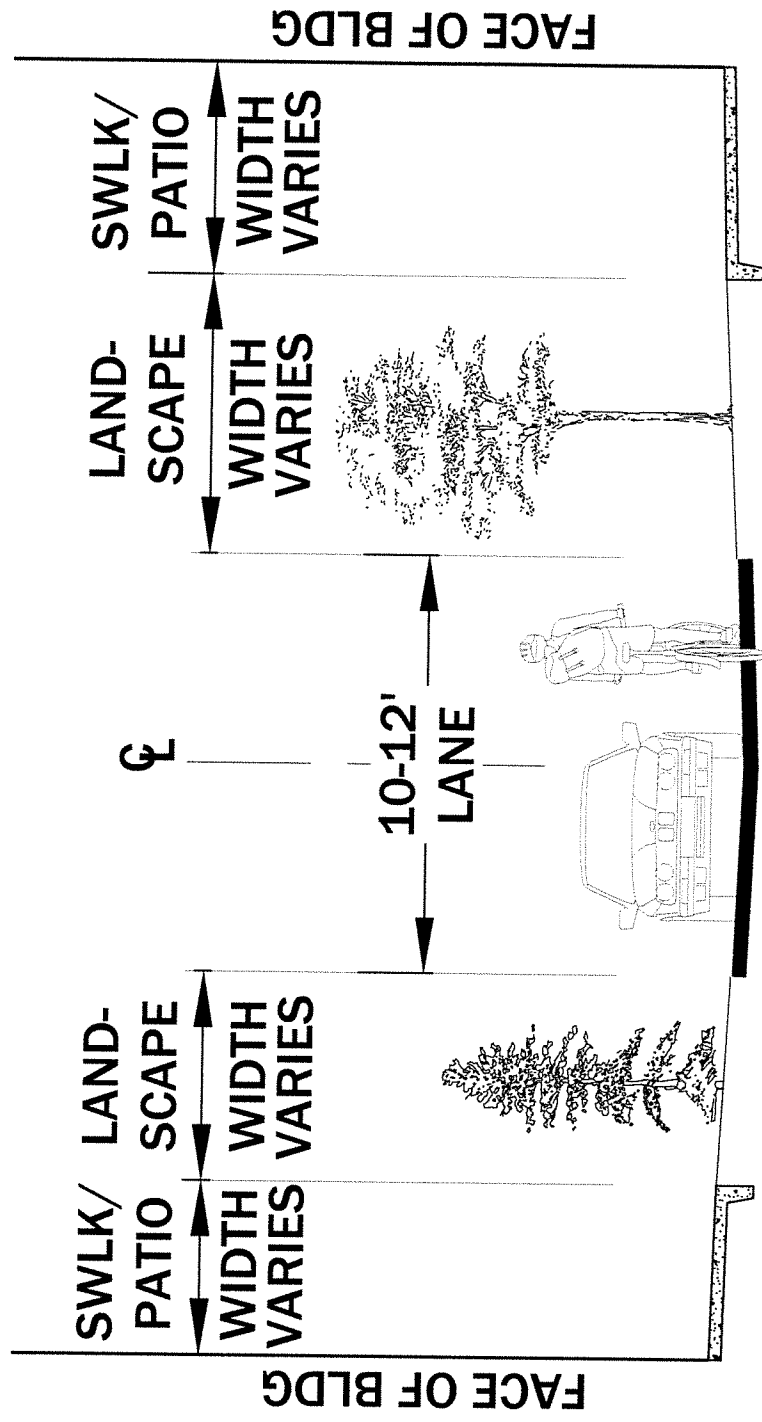 FACE OF BLDG
SWLK/
PATIO
WIDTH
VARIES
LAND-
SCAPE
WIDTH
VARIES
℄
10-12'
LANE
LAND-
SCAPE
WIDTH
VARIES
SWLK/
PATIO
WIDTH
VARIES
FACE OF BLDG